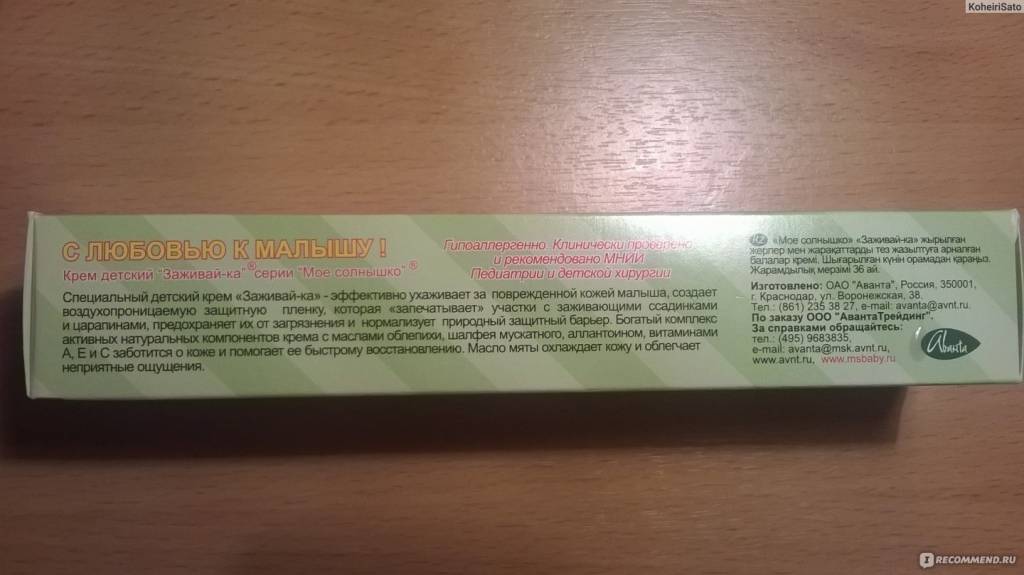 KoheiriSato
С ЛЮБОВЬЮ К МАЛЫШУ !
Крем детский "Заживай-ка"® серии "Мое солнышко"®
Гипоаллергенно. Клинически проверено
и рекомендовано МНИИ
Педиатрии и детской хирургии
Специальный детский крем «Заживай-ка» - эффективно ухаживает за поврежденной кожей малыша, создает
воздухопроницаемую защитную пленку, которая «запечатывает» участки с заживающими ссадинками
и царапинами, предохраняет их от загрязнения и нормализует природный защитный барьер. Богатый комплекс
активных натуральных компонентов крема с маслами облепихи, шалфея мускатного, аллантоином, витаминами
А, Е и С заботится о коже и помогает ее быстрому восстановлению. Масло мяты охлаждает кожу и облегчает
неприятные ощущения.
KZ «Мое солнышко» «Заживай-ка» жырылған
жерлер мен жарақаттарды тез жазылтуға арналған
балалар кремі. Шығарылған күнін орамадан қараңыз.
Жарамдылық мерзімі 36 ай.
Изготовлено: ОАО "Аванта", Россия, 350001,
г. Краснодар, ул. Воронежская, 38.
Тел.: (861) 235 38 27, e-mail: avanta@avnt.ru.
По заказу ООО "АвантаТрейдинг".
За справками обращайтесь:
тел.: (495) 9683835,
e-mail: avanta@msk.avnt.ru,
www.avnt.ru, www.msbaby.ru
Avanta
I RECOMMEND.RU